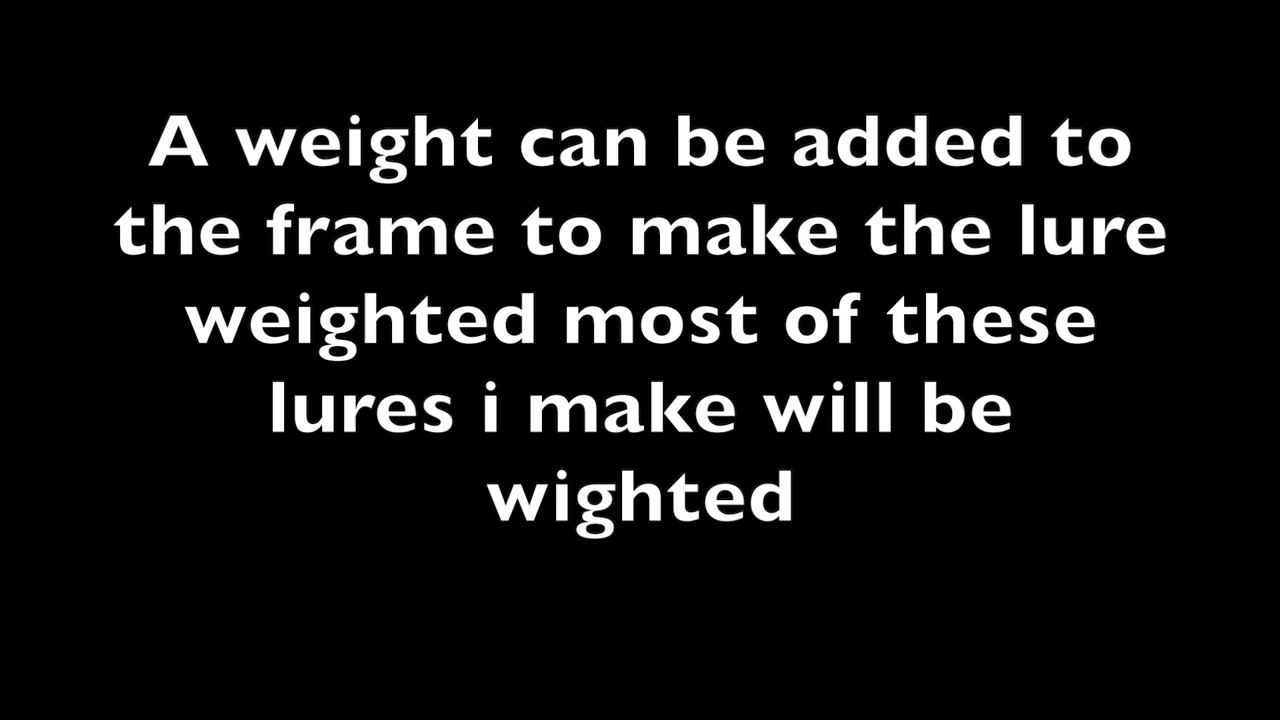 A weight can be added to
the frame to make the lure
weighted most of these
lures i make will be
wighted